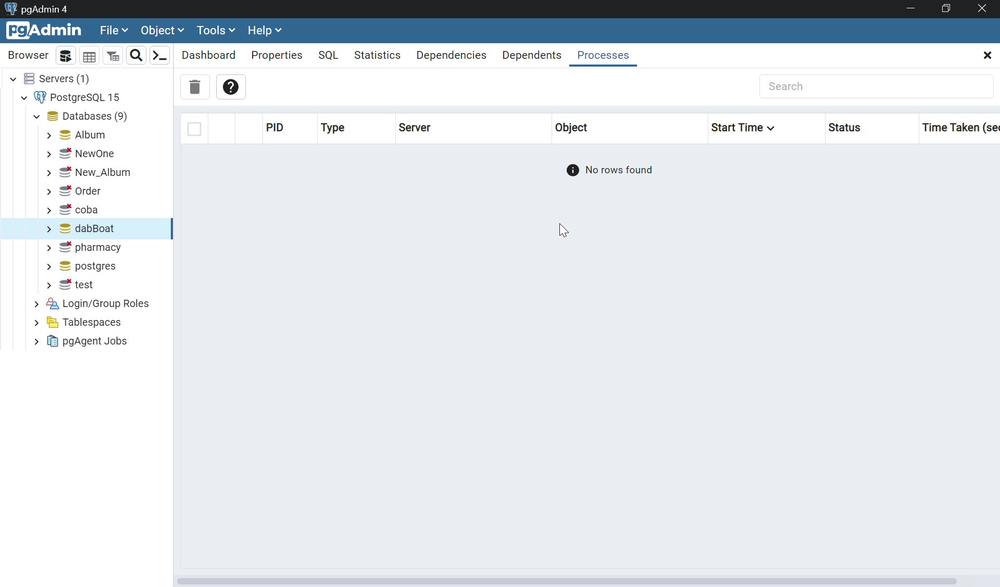 pgAdmin 4
pgAdmin File Object Tools Help
Browser Dashboard Properties SQL Statistics Dependencies Dependents Processes
Servers (1)
Search
PostgreSQL 15
Databases (9)
PID Type Server Object Start Time Status Time Taken (sec
Album
NewOne
No rows found
New_Album
Order
coba
dabBoat
pharmacy
postgres
test
Login/Group Roles
Tablespaces
pgAgent Jobs